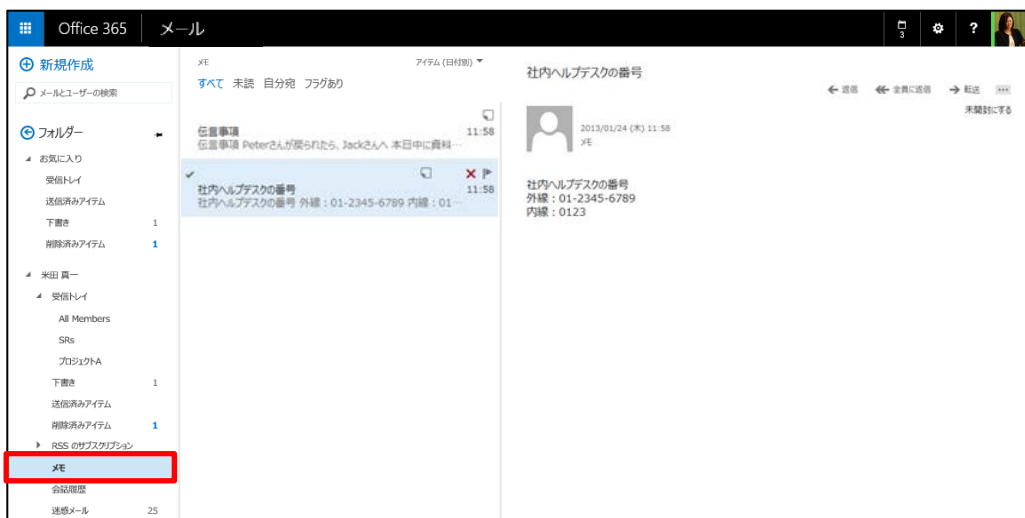 Office 365 メール 3 ?
新規作成
メールとユーザーの検索
フォルダー
お気に入り
受信トレイ
送信済みアイテム
下書き 1
削除済みアイテム 1
米田 真一
受信トレイ
All Members
SRs
プロジェクトA
下書き 1
送信済みアイテム
削除済みアイテム 1
RSS のサブスクリプション
メモ
会話履歴
迷惑メール 25
メモ アイテム (日付別)
すべて 未読 自分宛 フラグあり
伝言事項 11:58
伝言事項 Peterさんが戻られたら、Jackさんへ 本日中に資料…
社内ヘルプデスクの番号 11:58
社内ヘルプデスクの番号 外線：01-2345-6789 内線：01…
社内ヘルプデスクの番号
返信 全員に返信 転送 ...
未開封にする
2013/01/24 (木) 11:58
メモ
社内ヘルプデスクの番号
外線：01-2345-6789
内線：0123